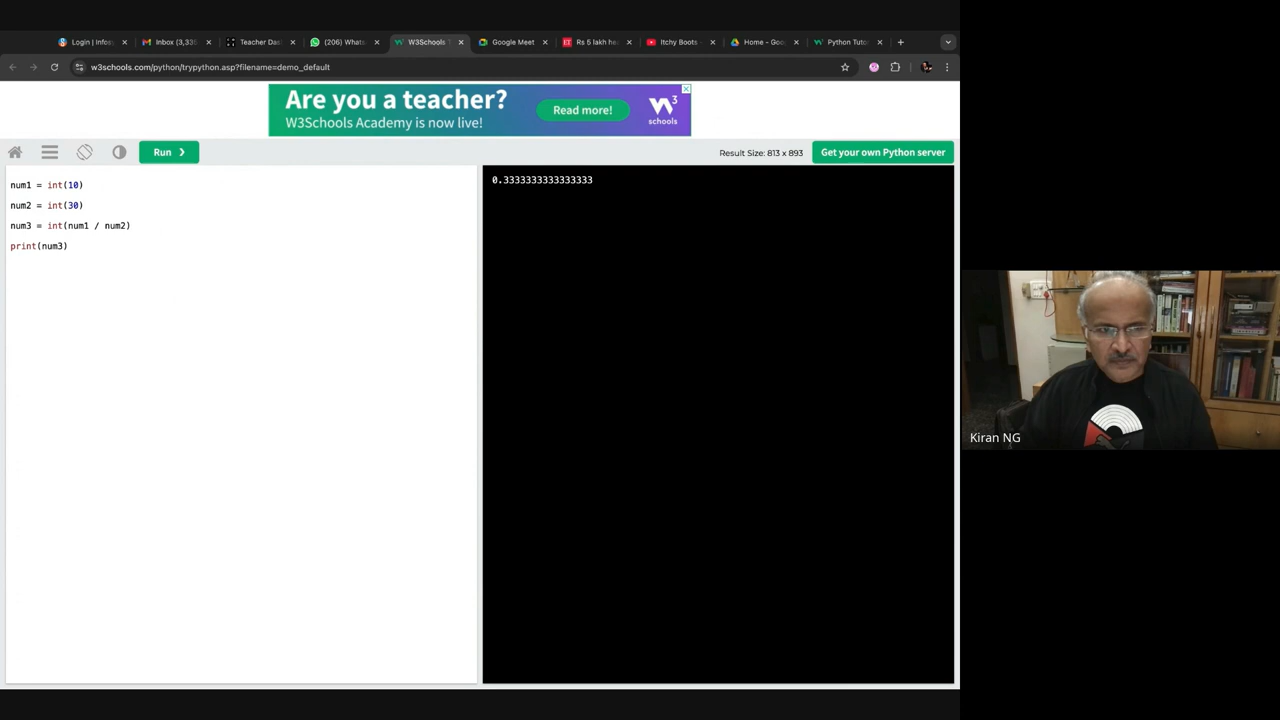 Login | Infos
Inbox (3,335
Teacher Das
(206) Whats
W3Schools T
Google Meet
Rs 5 lakh he
Itchy Boots -
Home - Goo
Python Tuto
w3schools.com/python/trypython.asp?filename=demo_default
Are you a teacher?
W3Schools Academy is now live!
Read more!
W3
schools
Run ❯
Result Size: 813 x 893
Get your own Python server
num1 = int(10)
num2 = int(30)
num3 = int(num1 / num2)
print(num3)
0.3333333333333333
Kiran NG